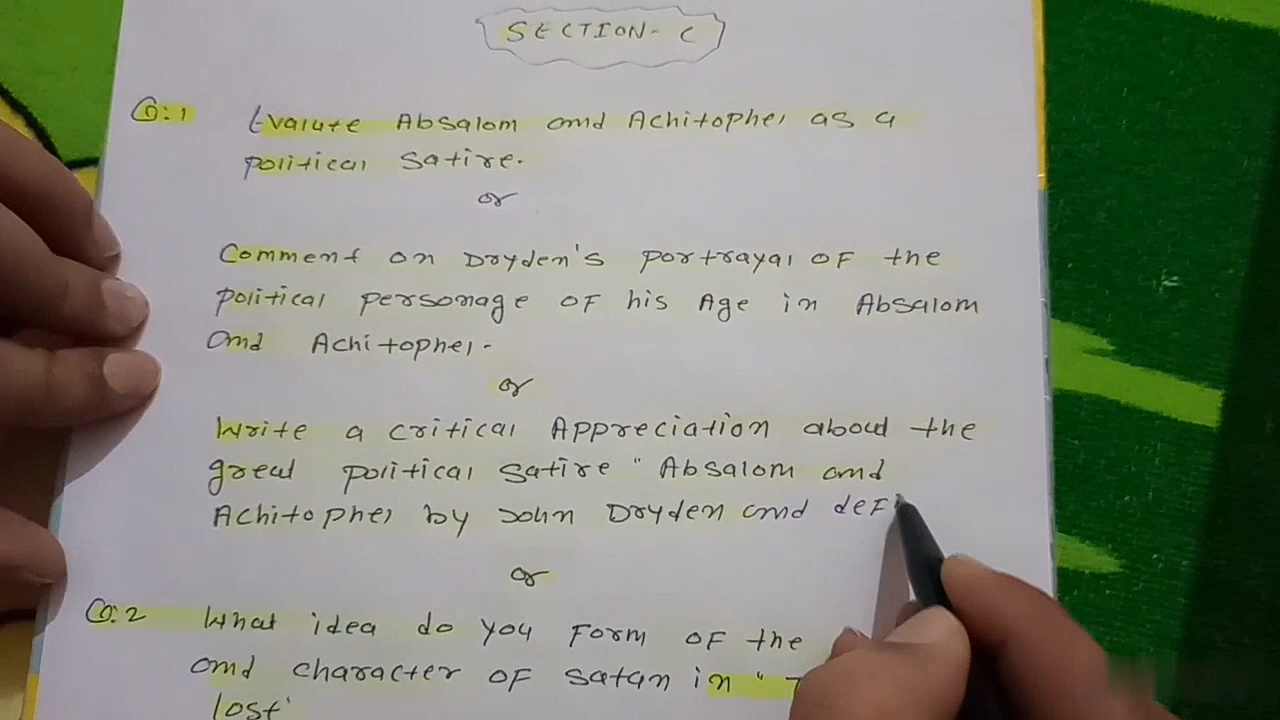 SECTION- C
Q:1 Evalute Absalom and Achitophel as a
political Satire.
or
Comment on Dryden's portrayal OF the
political personage OF his Age in Absalom
and Achitophel.
or
Write a critical Appreciation about the
great political Satire " Absalom and
Achitophel by John Dryden and defi
or
Q:2 What idea do you Form OF the
and character OF Satan in "
lost'